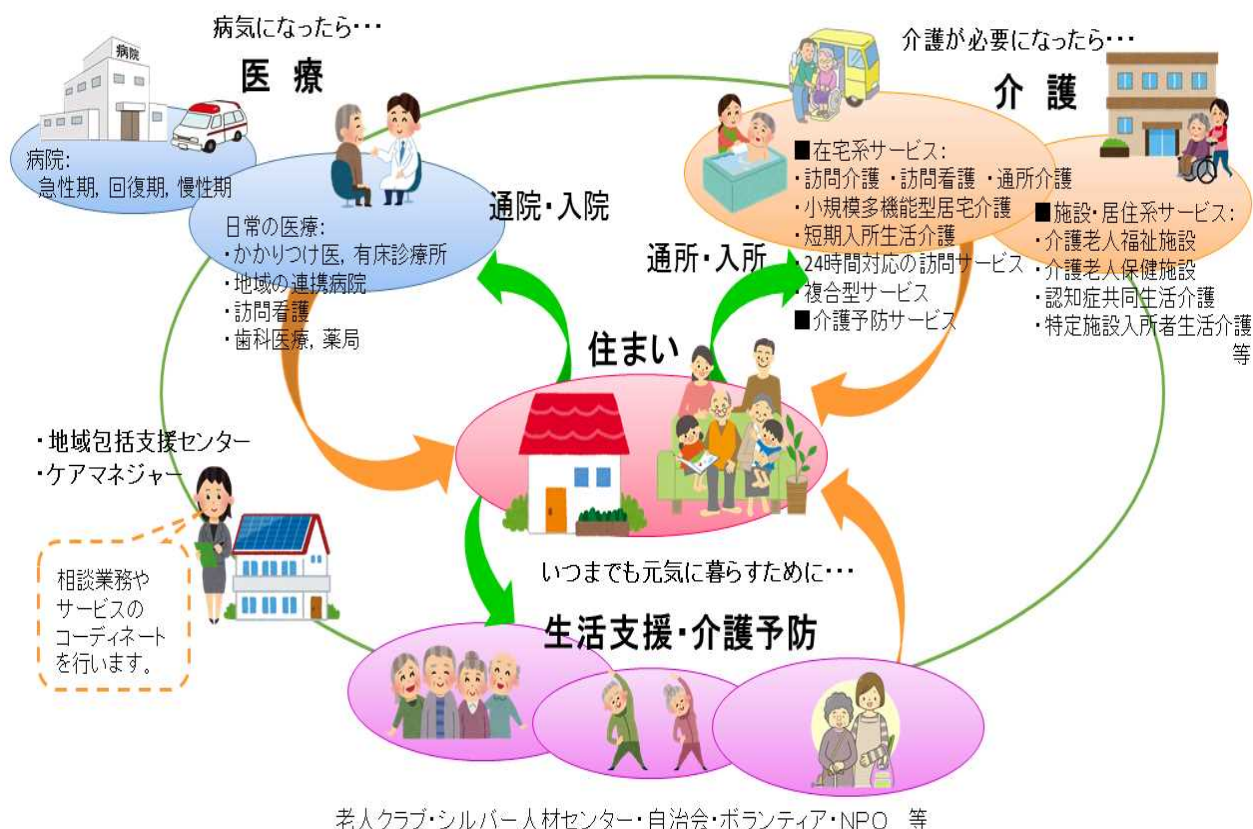 病気になったら・・・
医 療
病院
病院:
急性期, 回復期, 慢性期
日常の医療:
・かかりつけ医, 有床診療所
・地域の連携病院
・訪問看護
・歯科医療, 薬局
通院・入院
介護が必要になったら・・・
介 護
■在宅系サービス:
・訪問介護 ・訪問看護 ・通所介護
・小規模多機能型居宅介護
・短期入所生活介護
・24時間対応の訪問サービス
・複合型サービス
■介護予防サービス
■施設・居住系サービス:
・介護老人福祉施設
・介護老人保健施設
・認知症共同生活介護
・特定施設入所者生活介護
等
通所・入所
住まい
・地域包括支援センター
・ケアマネジャー
相談業務や
サービスの
コーディネート
を行います。
いつまでも元気に暮らすために・・・
生活支援・介護予防
老人クラブ・シルバー人材センター・自治会・ボランティア・NPO 等